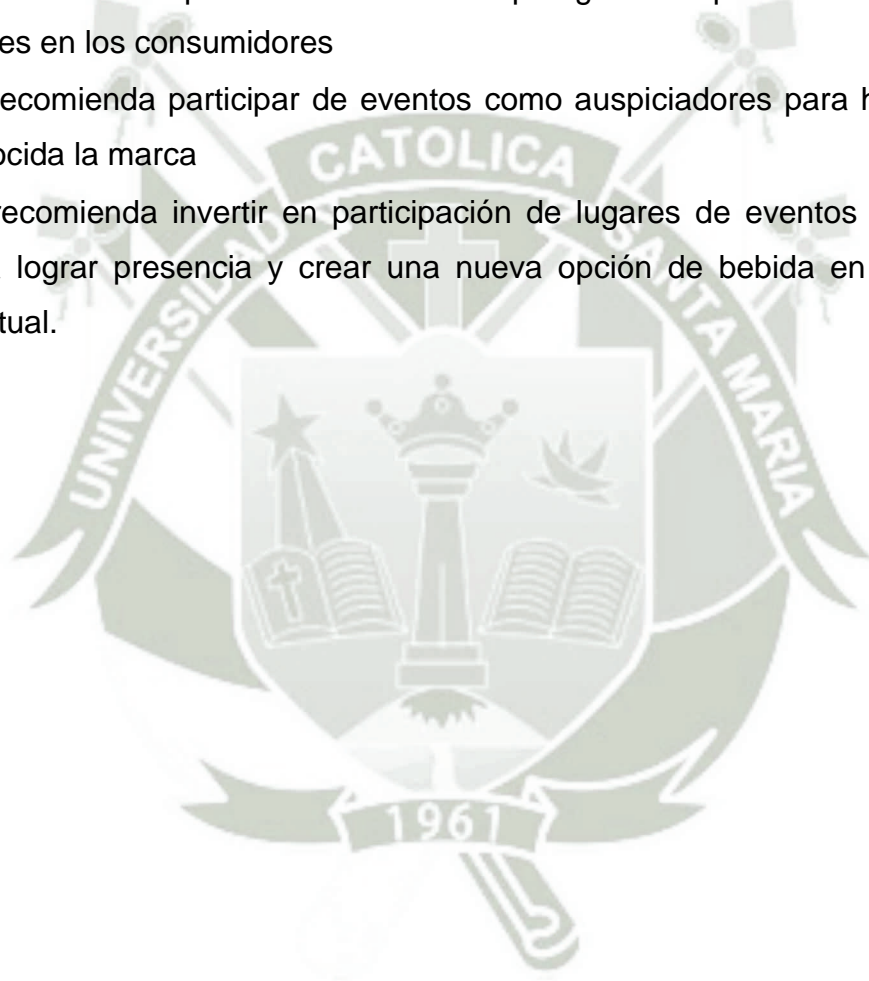 es en los consumidores
ecomienda participar de eventos como auspiciadores para h
ocida la marca
recomienda invertir en participación de lugares de eventos
lograr presencia y crear una nueva opción de bebida en
tual.
UNIVERSIDAD CATOLICA SANTA MARIA
1961